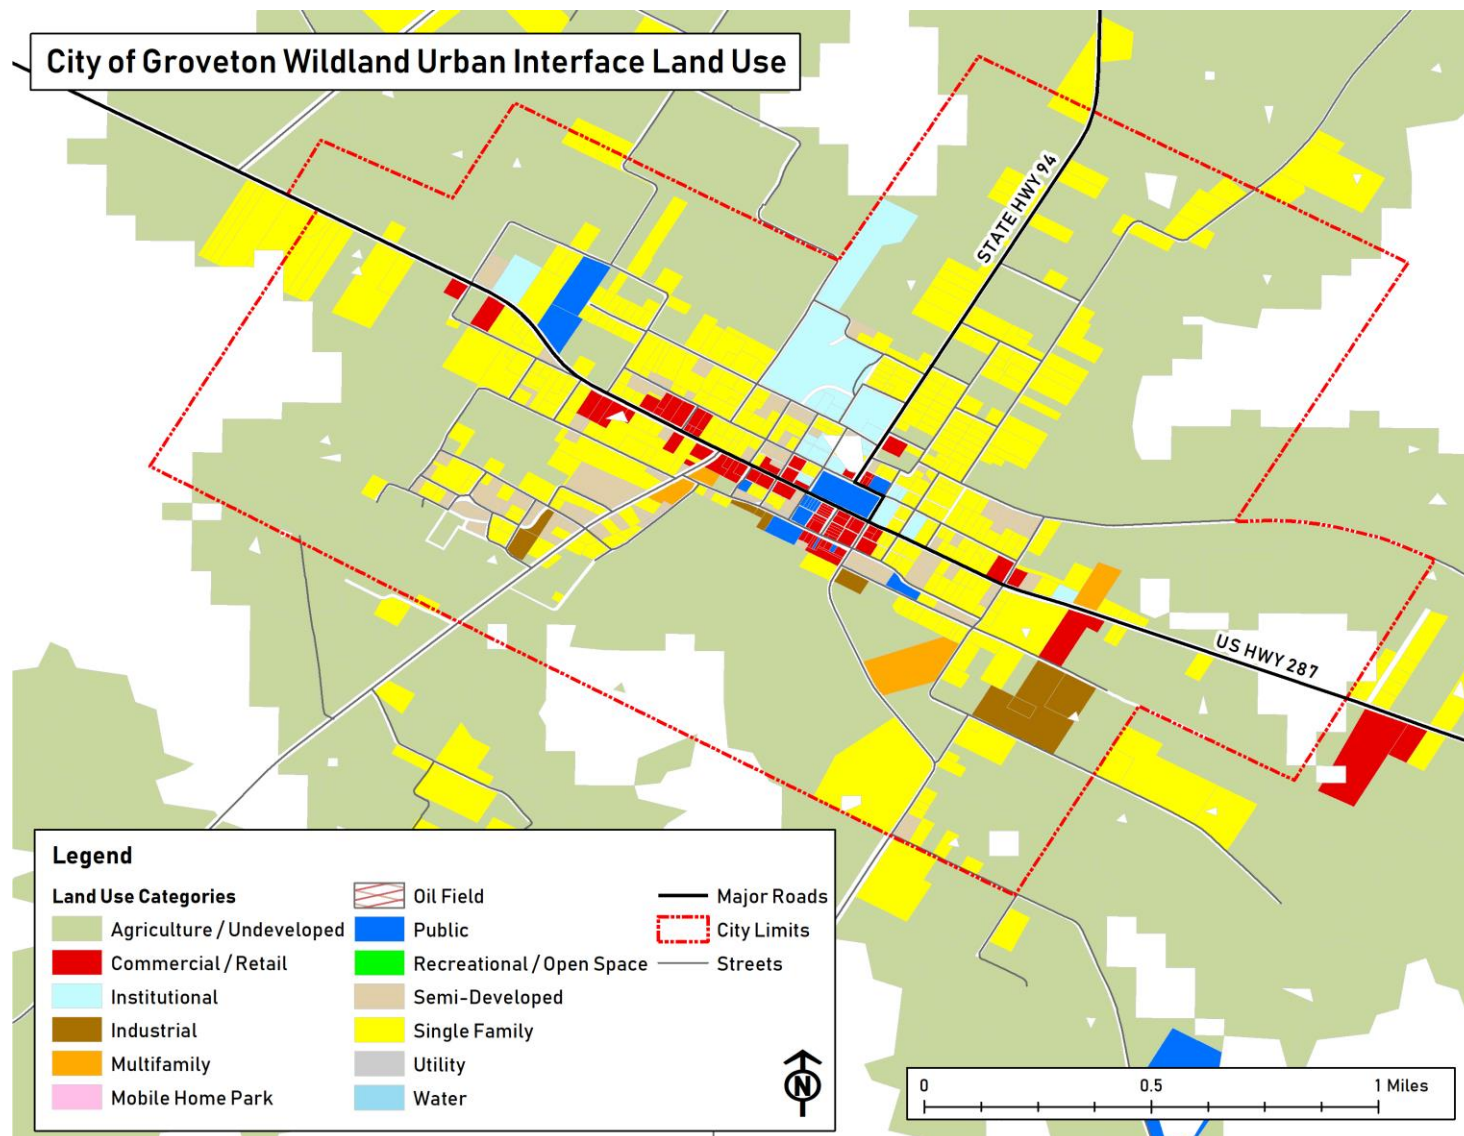 City of Groveton Wildland Urban Interface Land Use
STATE HWY 94
US HWY 287
Legend
Land Use Categories
Agriculture / Undeveloped
Commercial / Retail
Institutional
Industrial
Multifamily
Mobile Home Park
Oil Field
Public
Recreational / Open Space
Semi-Developed
Single Family
Utility
Water
Major Roads
City Limits
Streets
N
0 0.5 1 Miles